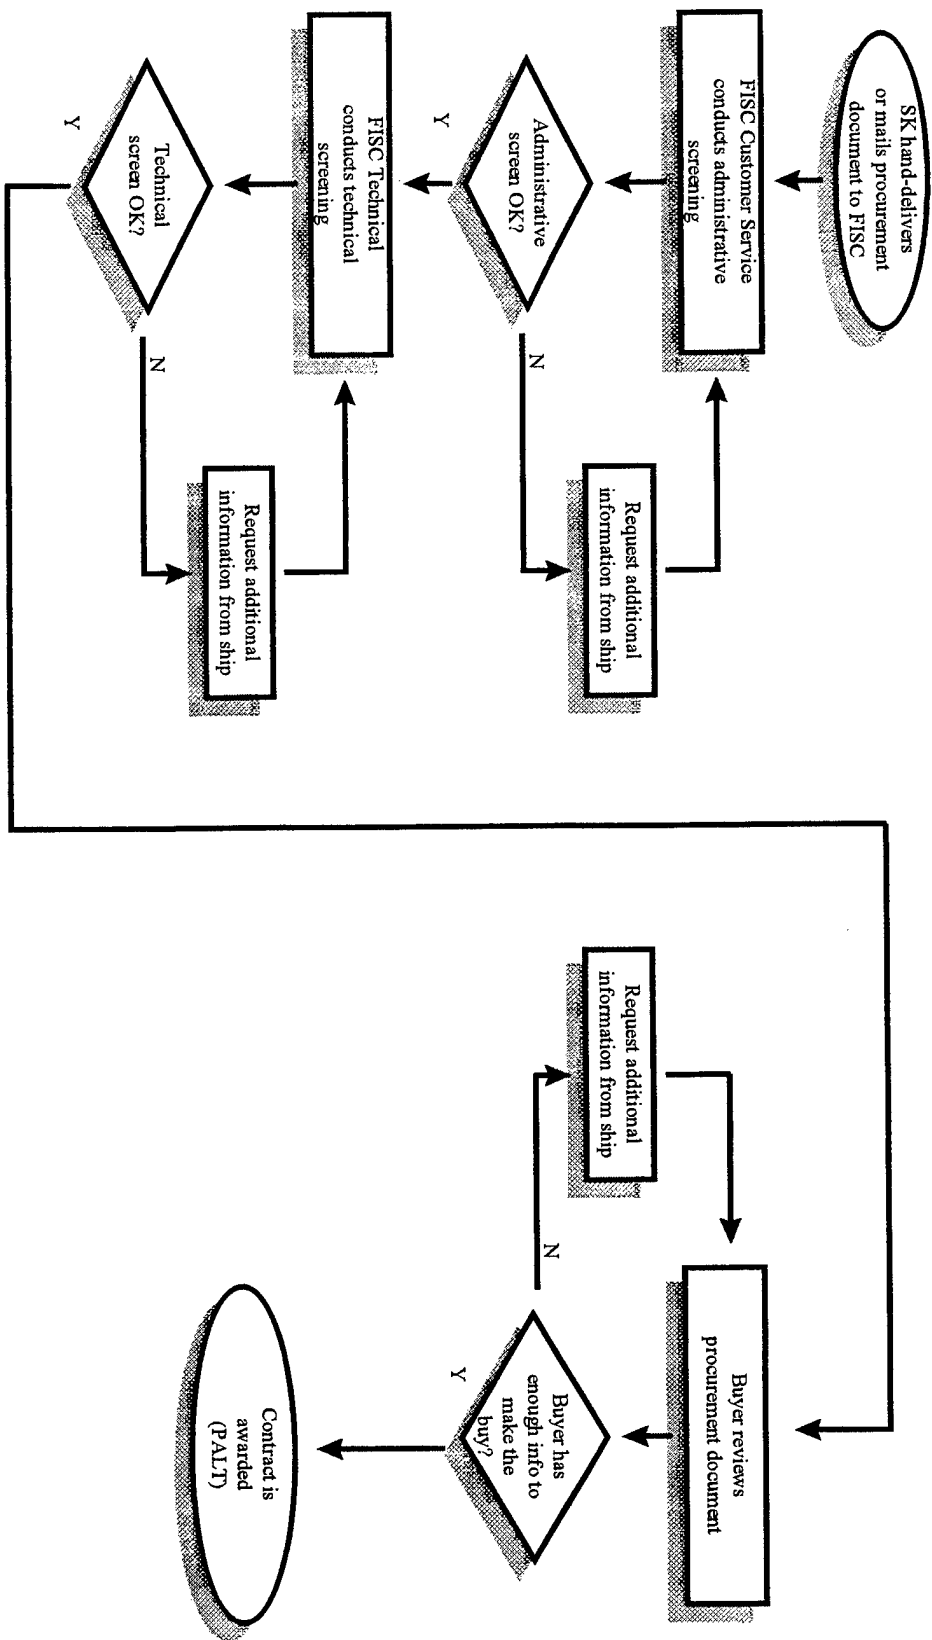 SK hand-delivers
or mails procurement
document to FISC
FISC Customer Service
conducts administrative
screening
Administrative
screen OK?
N
Request additional
information from ship
Y
FISC Technical
conducts technical
screening
Technical
screen OK?
N
Request additional
information from ship
Y
Buyer reviews
procurement document
Buyer has
enough info to
make the
buy?
N
Request additional
information from ship
Y
Contract is
awarded
(PALT)